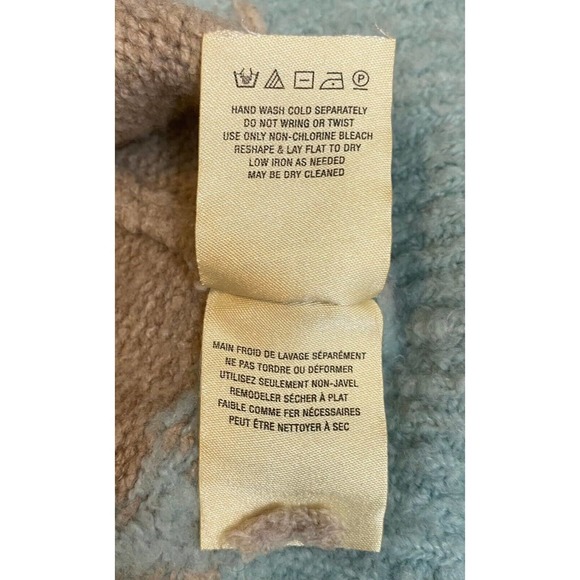 P
HAND WASH COLD SEPARATELY
DO NOT WRING OR TWIST
USE ONLY NON-CHLORINE BLEACH
RESHAPE & LAY FLAT TO DRY
LOW IRON AS NEEDED
MAY BE DRY CLEANED
MAIN FROID DE LAVAGE SÉPARÉMENT
NE PAS TORDRE OU DÉFORMER
UTILISEZ SEULEMENT NON-JAVEL
REMODELER SÉCHER À PLAT
FAIBLE COMME FER NÉCESSAIRES
PEUT ÊTRE NETTOYER À SEC